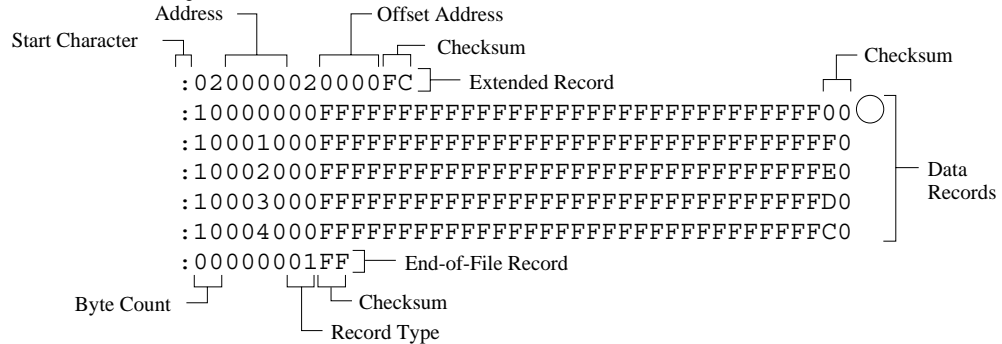 Address
Offset Address
Start Character
Checksum
Checksum
:020000020000FC
Extended Record
:10000000FFFFFFFFFFFFFFFFFFFFFFFFFFFFFFFF00
:10001000FFFFFFFFFFFFFFFFFFFFFFFFFFFFFFFFF0
:10002000FFFFFFFFFFFFFFFFFFFFFFFFFFFFFFFFE0
Data
Records
:10003000FFFFFFFFFFFFFFFFFFFFFFFFFFFFFFFFD0
:10004000FFFFFFFFFFFFFFFFFFFFFFFFFFFFFFFFC0
:00000001FF
End-of-File Record
Byte Count
Checksum
Record Type